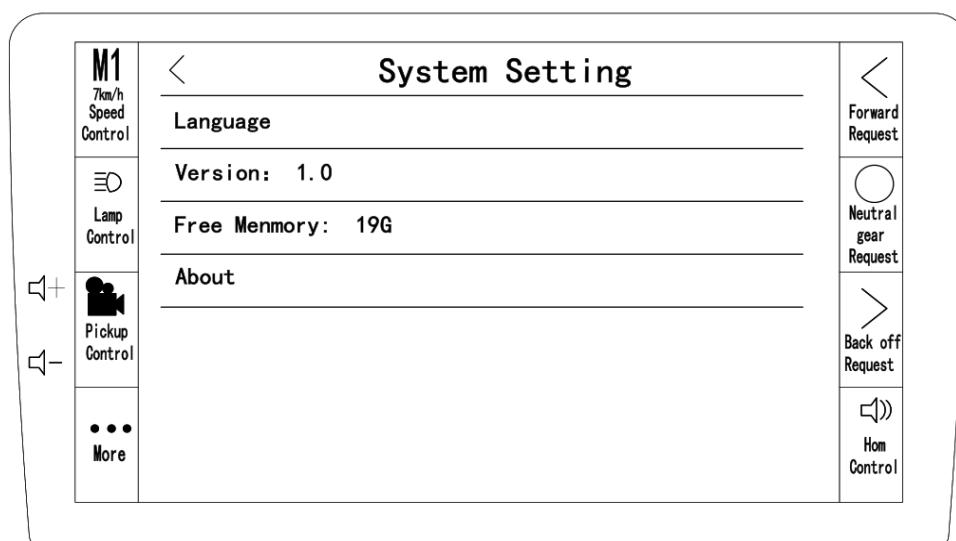 M1
7km/h
Speed
Control
Lamp
Control
Pickup
Control
More
System Setting
Language
Version: 1.0
Free Menmory: 19G
About
Forward
Request
Neutral
gear
Request
Back off
Request
Hom
Control